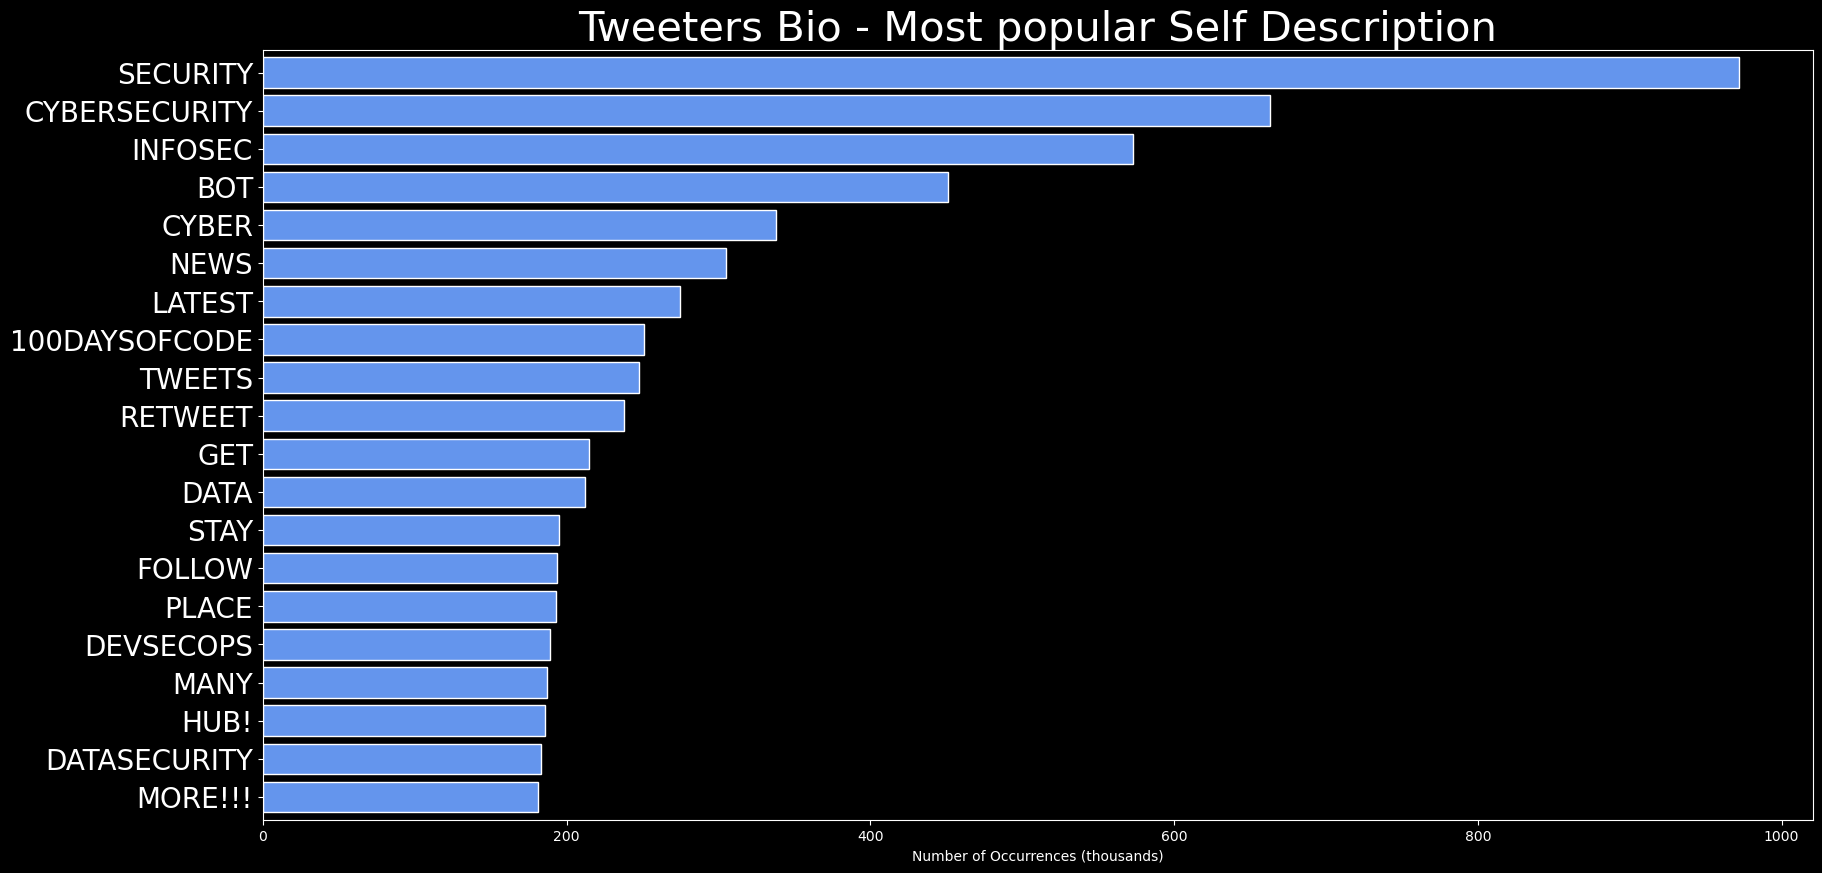 Tweeters Bio - Most popular Self Description
SECURITY
CYBERSECURITY
INFOSEC
BOT
CYBER
NEWS
LATEST
100DAYSOFCODE
TWEETS
RETWEET
GET
DATA
STAY
FOLLOW
PLACE
DEVSECOPS
MANY
HUB!
DATASECURITY
MORE!!!
0 200 400 600 800 1000
Number of Occurrences (thousands)